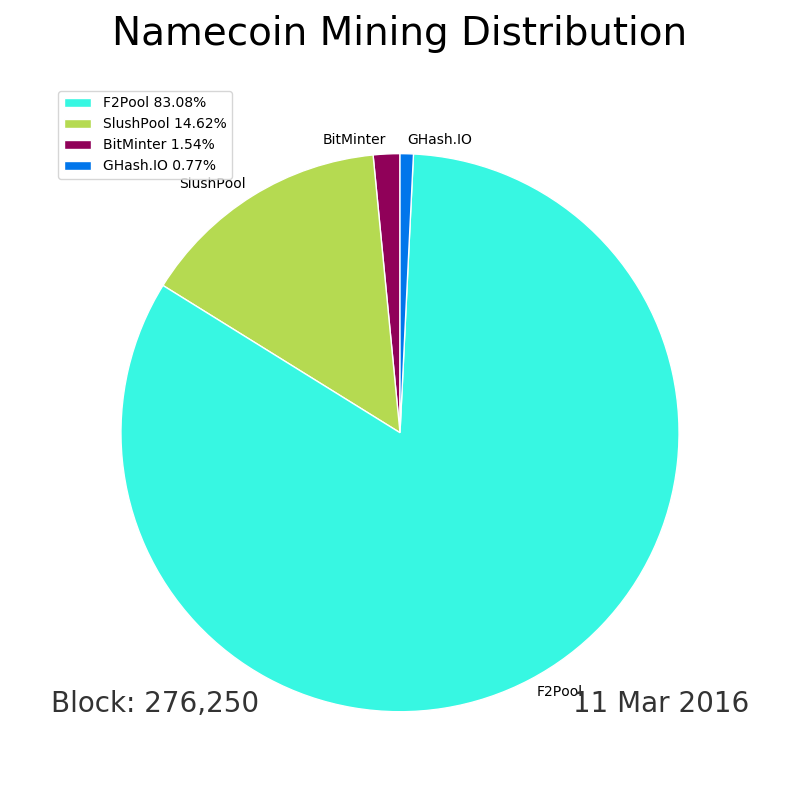 Namecoin Mining Distribution
F2Pool 83.08%
SlushPool 14.62%
BitMinter 1.54%
GHash.IO 0.77%
BitMinter
GHash.IO
SlushPool
F2Pool
Block: 276,250
11 Mar 2016